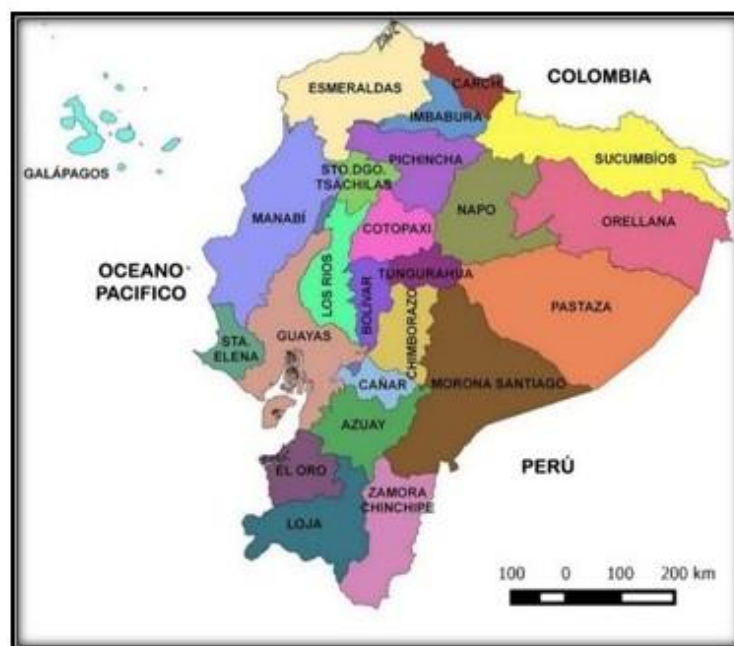 COLOMBIA
ESMERALDAS
CARCHI
IMBABURA
GALÁPAGOS
STO.DGO.
TSÁCHILAS
PICHINCHA
SUCUMBÍOS
MANABÍ
COTOPAXI
NAPO
ORELLANA
OCEANO
PACIFICO
LOS RIOS
BOLÍVAR
TUNGURAHUA
CHIMBORAZO
PASTAZA
STA.
ELENA
GUAYAS
CAÑAR
MORONA SANTIAGO
AZUAY
PERÚ
EL ORO
LOJA
ZAMORA
CHINCHIPE
100 0 100 200 km